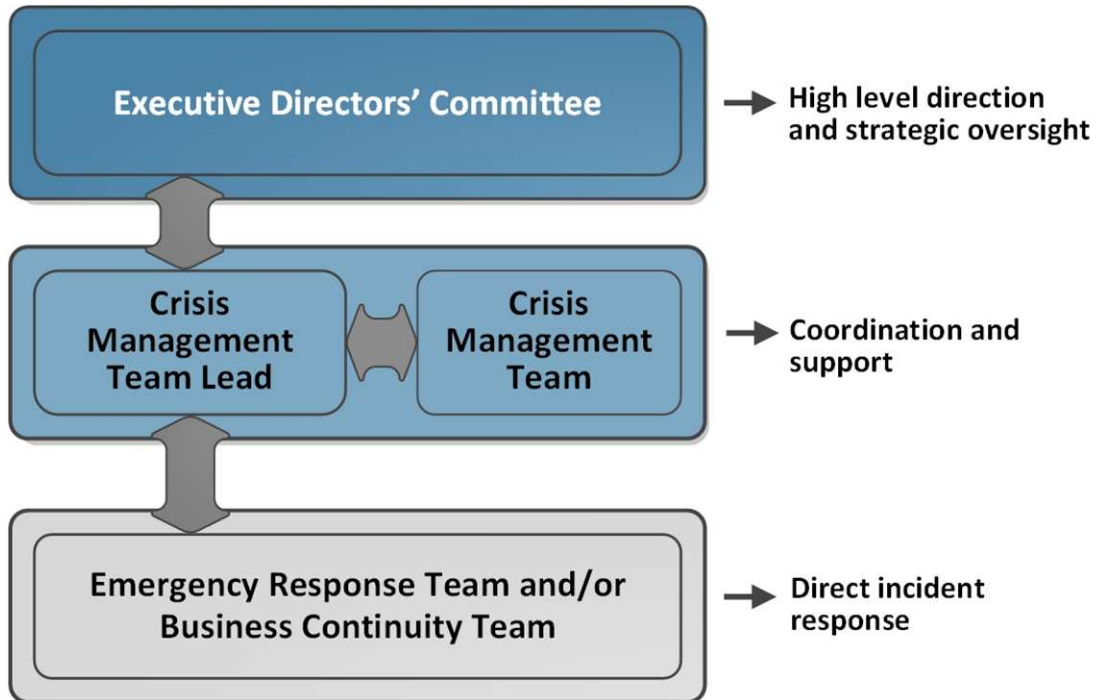 Executive Directors’ Committee
High level direction
and strategic oversight
Crisis
Management
Team Lead
Crisis
Management
Team
Coordination and
support
Emergency Response Team and/or
Business Continuity Team
Direct incident
response